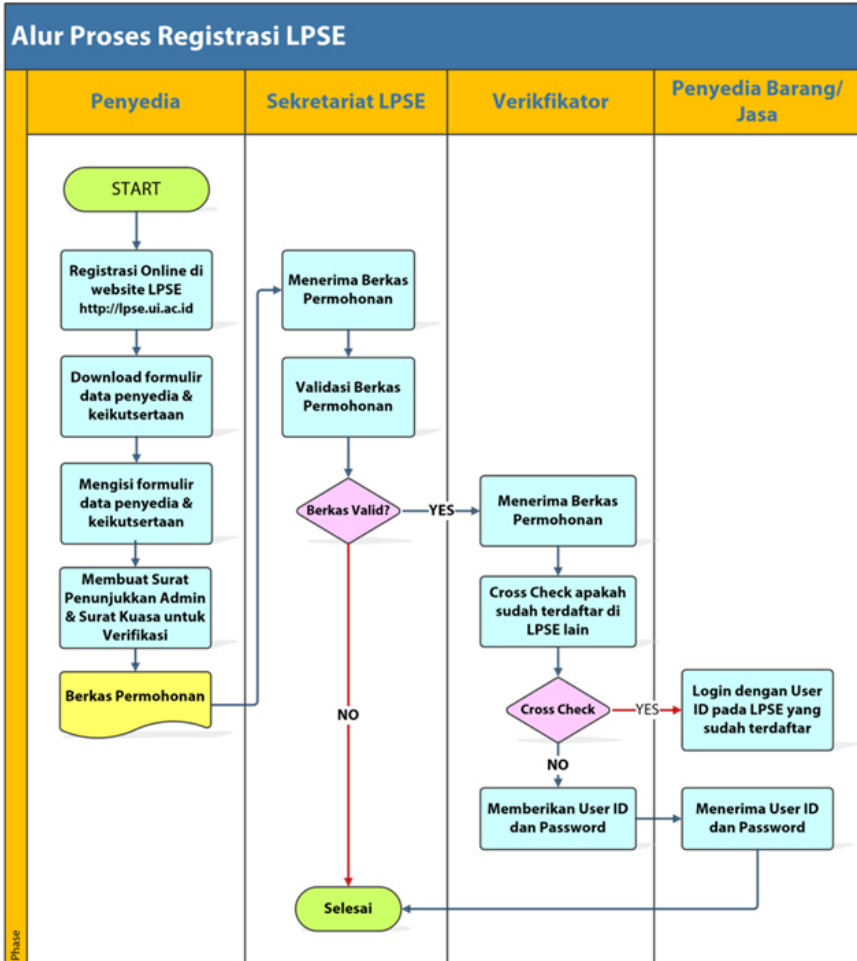 Alur Proses Registrasi LPSE
Penyedia
Sekretariat LPSE
Verikfikator
Penyedia Barang/
Jasa
START
Registrasi Online di
website LPSE
http://lpse.ui.ac.id
Download formulir
data penyedia &
keikutsertaan
Mengisi formulir
data penyedia &
keikutsertaan
Membuat Surat
Penunjukkan Admin
& Surat Kuasa untuk
Verifikasi
Berkas Permohonan
Menerima Berkas
Permohonan
Validasi Berkas
Permohonan
Berkas Valid?
YES
NO
Menerima Berkas
Permohonan
Cross Check apakah
sudah terdaftar di
LPSE lain
Cross Check
YES
NO
Login dengan User
ID pada LPSE yang
sudah terdaftar
Memberikan User ID
dan Password
Menerima User ID
dan Password
Selesai
Phase